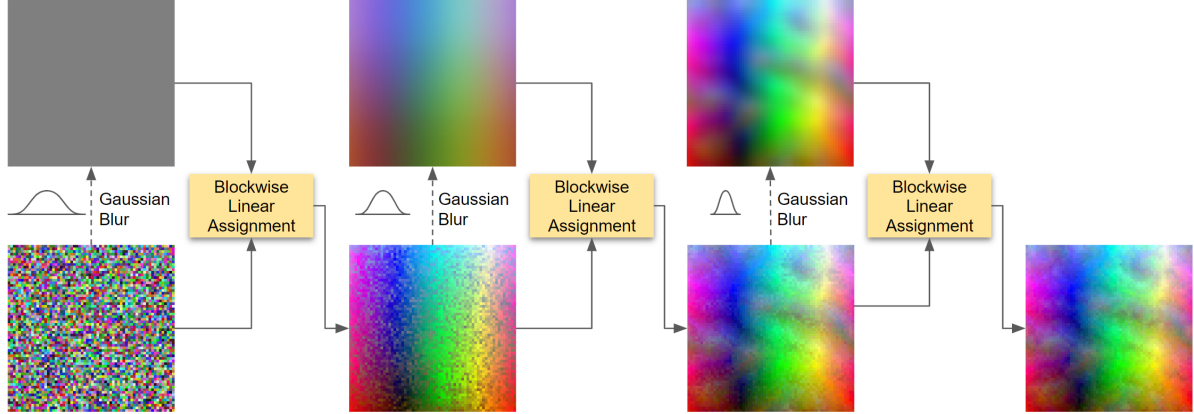 Gaussian
Blur
Blockwise
Linear
Assignment
Gaussian
Blur
Blockwise
Linear
Assignment
Gaussian
Blur
Blockwise
Linear
Assignment